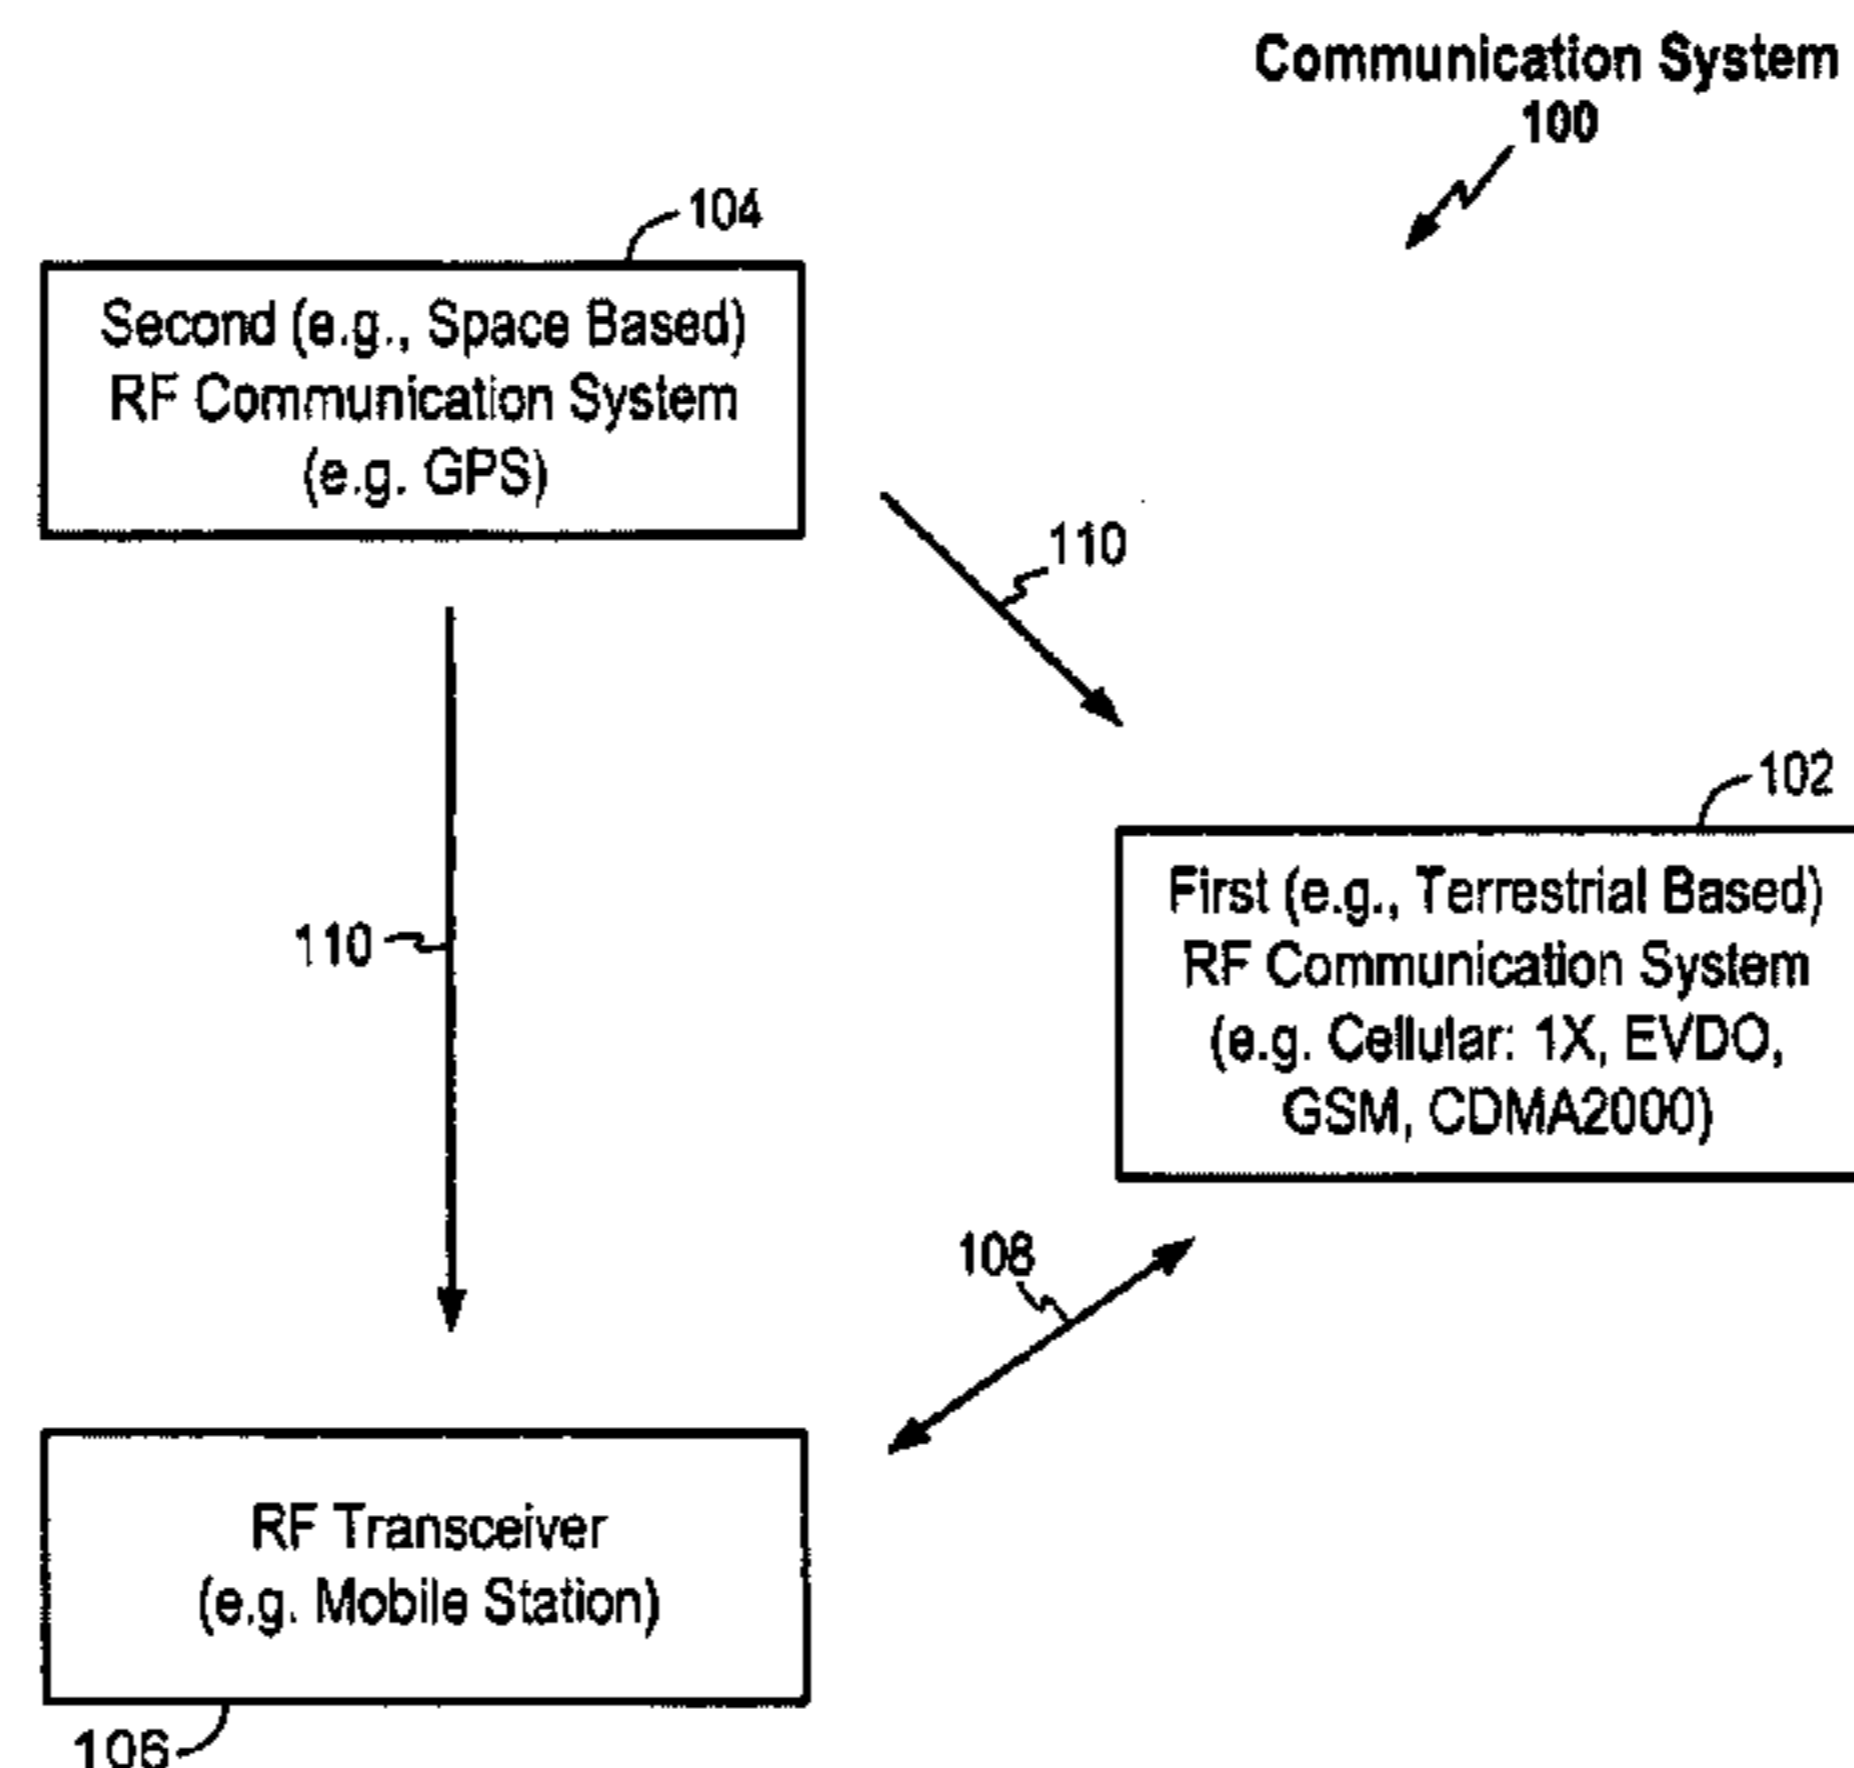 Communication System
100
104
Second (e.g., Space Based)
RF Communication System
(e.g. GPS)
110
102
First (e.g., Terrestrial Based)
RF Communication System
(e.g. Cellular: 1X, EVDO,
GSM, CDMA2000)
110
108
RF Transceiver
(e.g. Mobile Station)
106